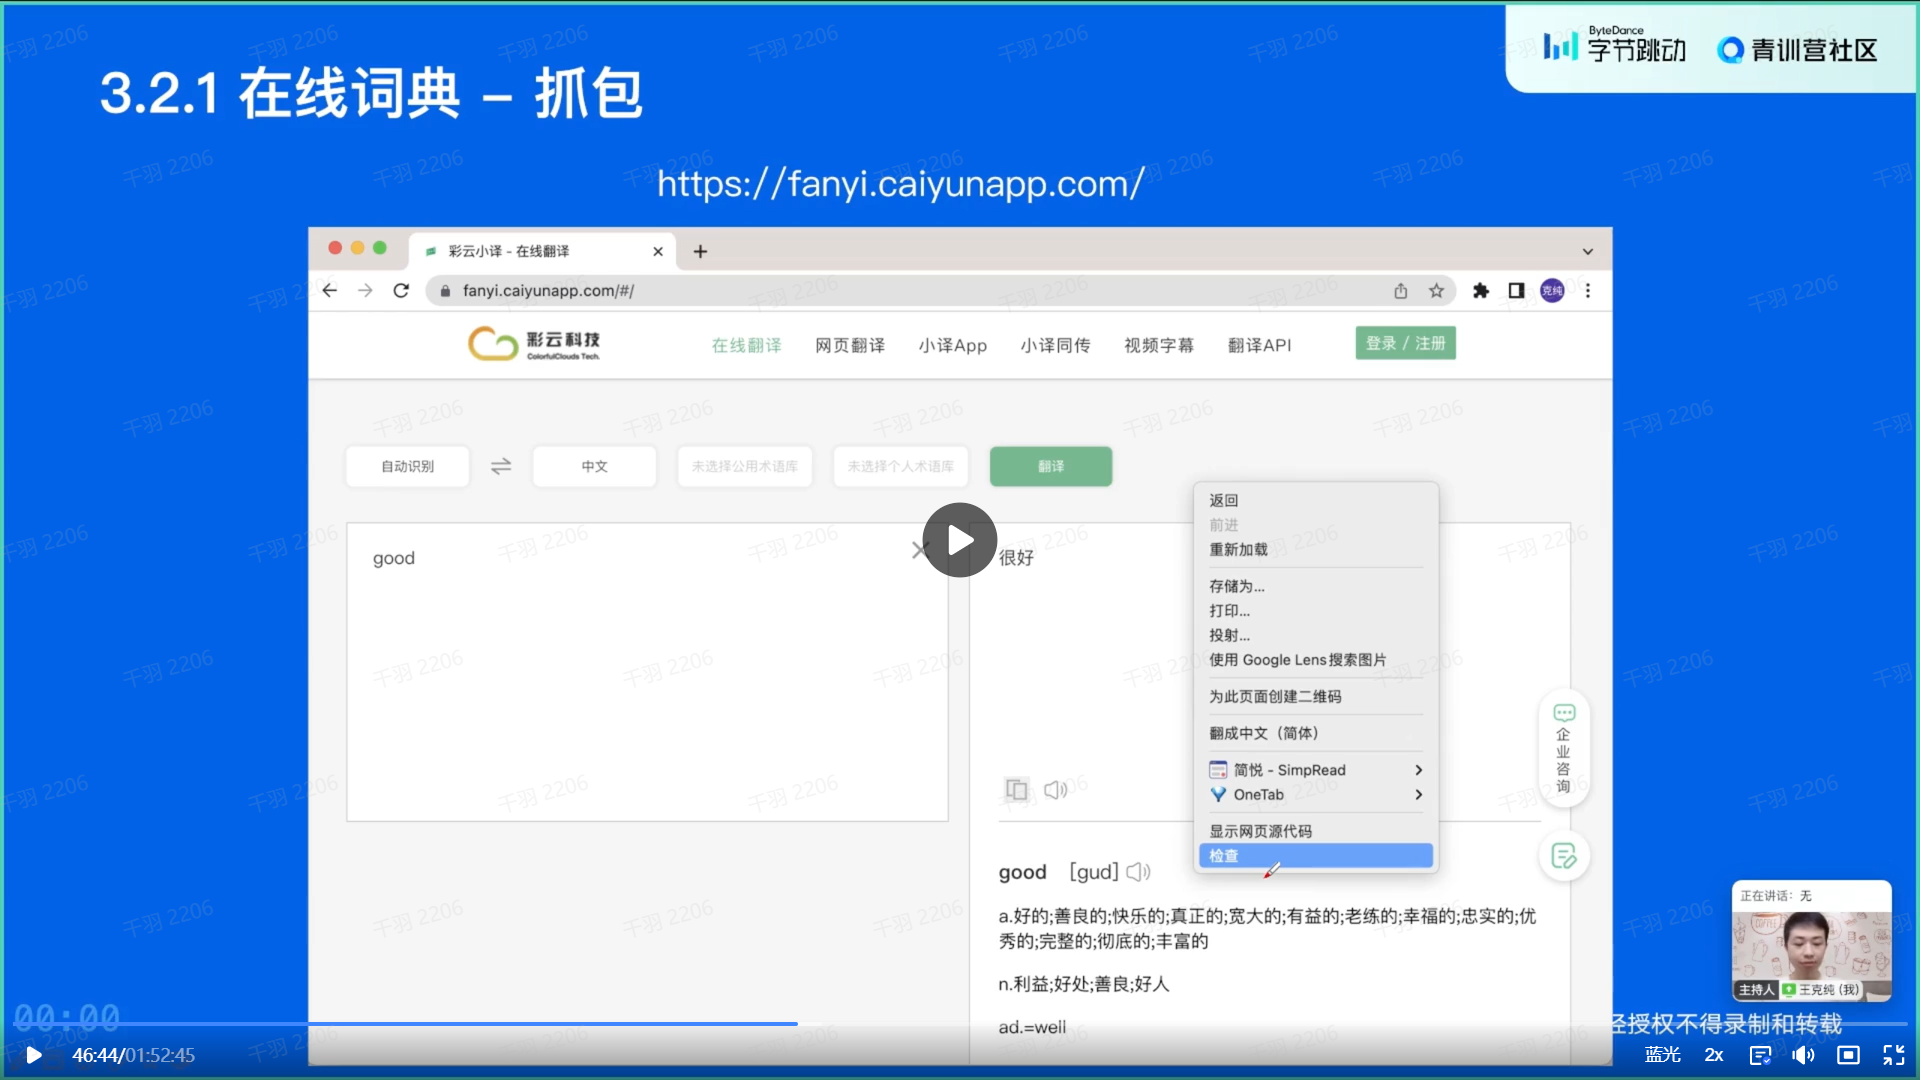 3.2.1 在线词典 – 抓包
ByteDance
字节跳动
青训营社区
https://fanyi.caiyunapp.com/
彩云小译 - 在线翻译
fanyi.caiyunapp.com/#/
克纯
彩云科技
ColorfulClouds Tech.
在线翻译 网页翻译 小译App 小译同传 视频字幕 翻译API 登录 / 注册
自动识别 中文 未选择公用术语库 未选择个人术语库 翻译
good
很好
返回
前进
重新加载
存储为...
打印...
投射...
使用 Google Lens搜索图片
为此页面创建二维码
翻成中文（简体）
简悦 - SimpRead
OneTab
显示网页源代码
检查
企业咨询
good [gud]
a.好的;善良的;快乐的;真正的;宽大的;有益的;老练的;幸福的;忠实的;优
秀的;完整的;彻底的;丰富的
n.利益;好处;善良;好人
ad.=well
正在讲话: 无
主持人 王克纯 (我)
00:00
经授权不得录制和转载
46:44/01:52:45
蓝光 2x
千羽 2206